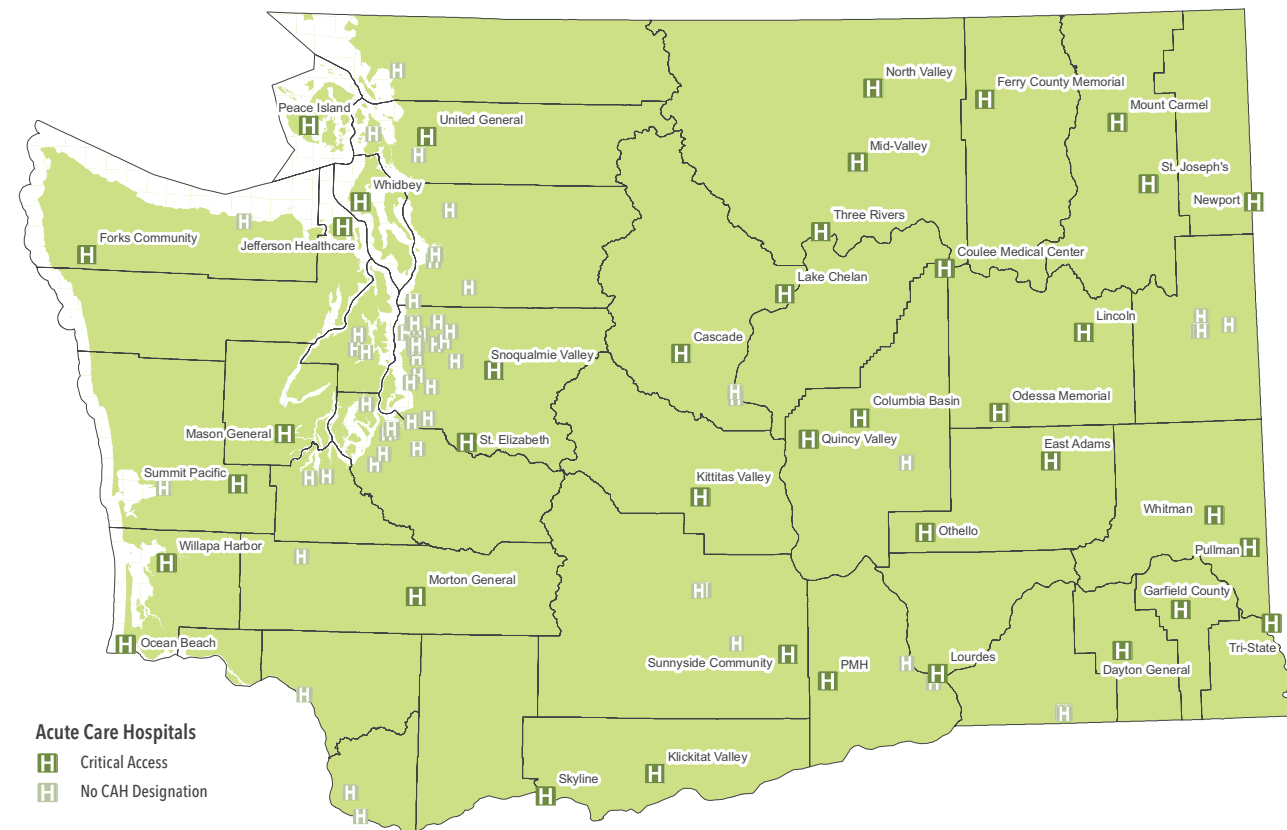 North Valley
Ferry County Memorial
Mount Carmel
Peace Island
United General
Mid-Valley
St. Joseph's
Whidbey
Newport
Three Rivers
Forks Community
Jefferson Healthcare
Coulee Medical Center
Lake Chelan
Lincoln
Cascade
Snoqualmie Valley
Columbia Basin
Odessa Memorial
Mason General
St. Elizabeth
Quincy Valley
East Adams
Summit Pacific
Kittitas Valley
Whitman
Othello
Willapa Harbor
Pullman
Morton General
Garfield County
Ocean Beach
Tri-State
Sunnyside Community
PMH
Lourdes
Dayton General
Klickitat Valley
Skyline
Acute Care Hospitals
H Critical Access
H No CAH Designation